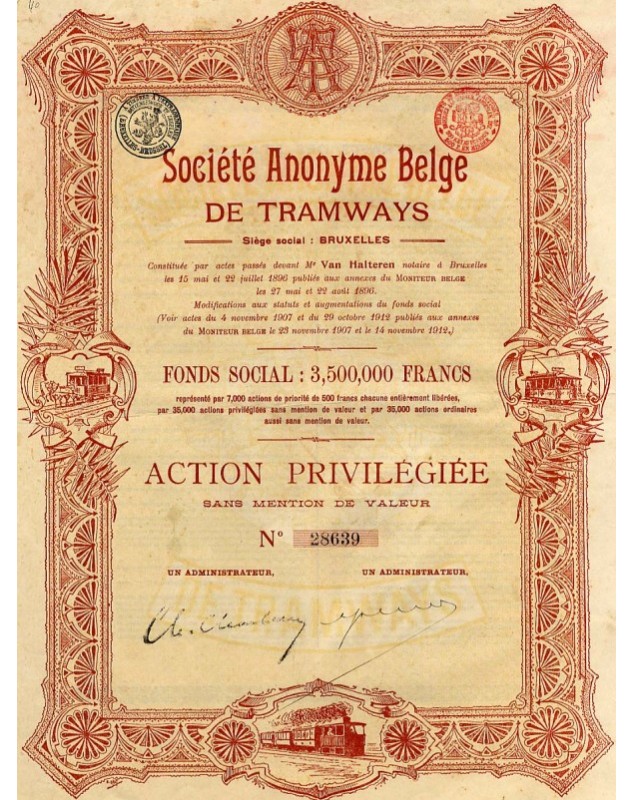 Société Anonyme Belge
DE TRAMWAYS
Siège social : BRUXELLES
Constituée par actes passés devant Me Van Halteren notaire à Bruxelles
les 15 mai et 22 juillet 1896 publiés aux annexes du MONITEUR BELGE
les 27 mai et 22 août 1896.
Modifications aux statuts et augmentations du fonds social
(Voir actes du 4 novembre 1907 et du 29 octobre 1912 publiés aux annexes
du MONITEUR BELGE le 23 novembre 1907 et le 14 novembre 1912,)
FONDS SOCIAL : 3,500,000 FRANCS
représenté par 7,000 actions de priorité de 500 francs chacune entièrement libérées,
par 35,000 actions privilégiées sans mention de valeur et par 35,000 actions ordinaires
aussi sans mention de valeur.
ACTION PRIVILÉGIÉE
SANS MENTION DE VALEUR
No 28639
UN ADMINISTRATEUR, UN ADMINISTRATEUR,
DE TRAMWAYS